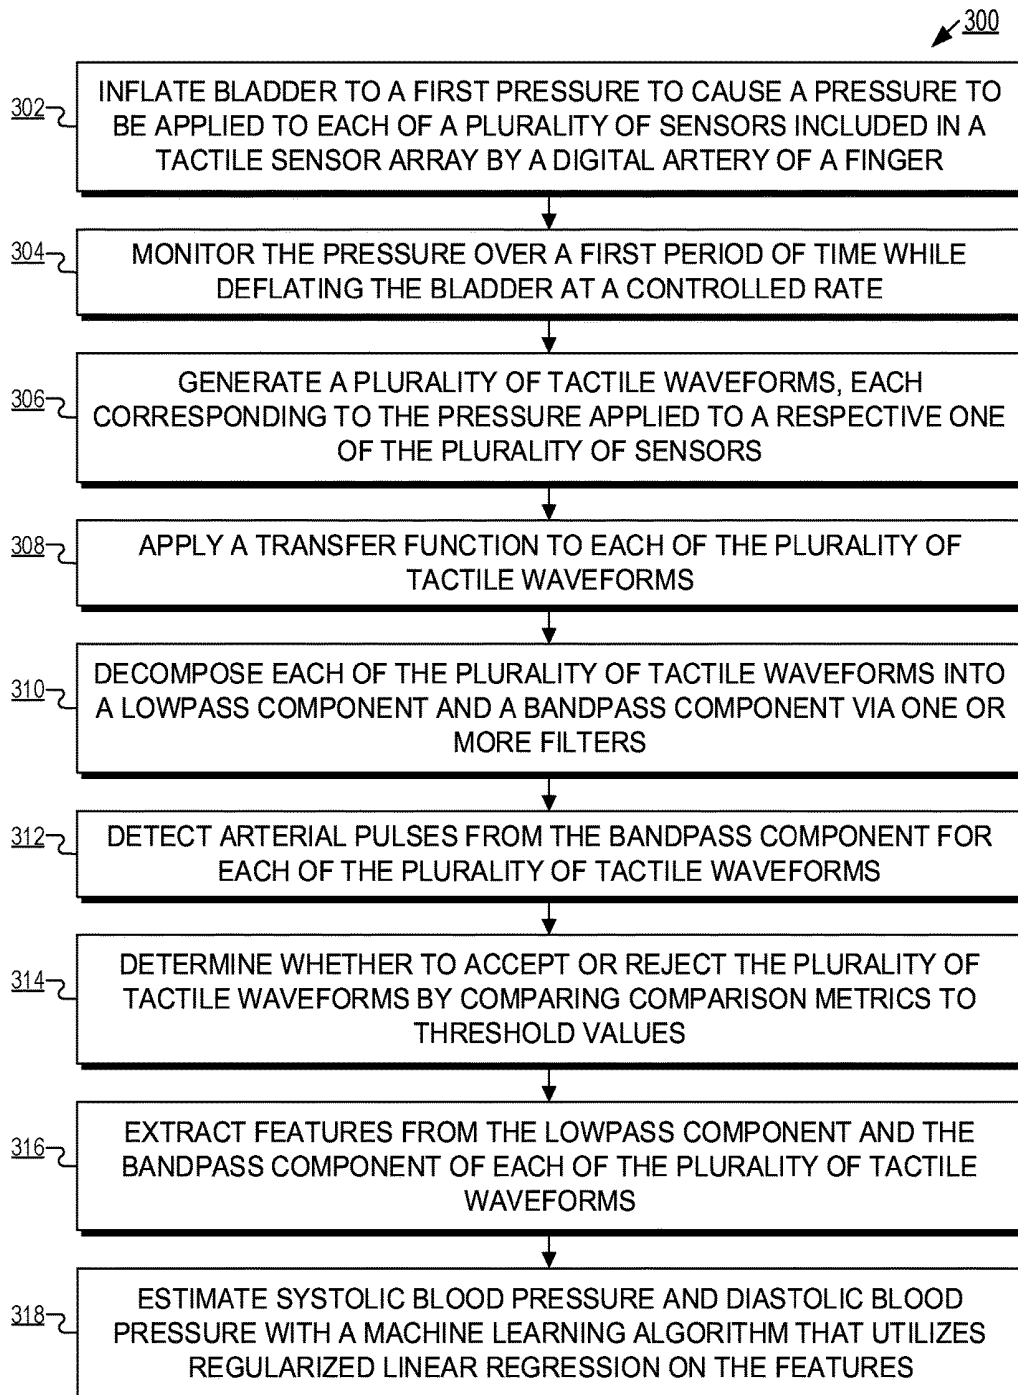 300
302
INFLATE BLADDER TO A FIRST PRESSURE TO CAUSE A PRESSURE TO
BE APPLIED TO EACH OF A PLURALITY OF SENSORS INCLUDED IN A
TACTILE SENSOR ARRAY BY A DIGITAL ARTERY OF A FINGER
304
MONITOR THE PRESSURE OVER A FIRST PERIOD OF TIME WHILE
DEFLATING THE BLADDER AT A CONTROLLED RATE
306
GENERATE A PLURALITY OF TACTILE WAVEFORMS, EACH
CORRESPONDING TO THE PRESSURE APPLIED TO A RESPECTIVE ONE
OF THE PLURALITY OF SENSORS
308
APPLY A TRANSFER FUNCTION TO EACH OF THE PLURALITY OF
TACTILE WAVEFORMS
310
DECOMPOSE EACH OF THE PLURALITY OF TACTILE WAVEFORMS INTO
A LOWPASS COMPONENT AND A BANDPASS COMPONENT VIA ONE OR
MORE FILTERS
312
DETECT ARTERIAL PULSES FROM THE BANDPASS COMPONENT FOR
EACH OF THE PLURALITY OF TACTILE WAVEFORMS
314
DETERMINE WHETHER TO ACCEPT OR REJECT THE PLURALITY OF
TACTILE WAVEFORMS BY COMPARING COMPARISON METRICS TO
THRESHOLD VALUES
316
EXTRACT FEATURES FROM THE LOWPASS COMPONENT AND THE
BANDPASS COMPONENT OF EACH OF THE PLURALITY OF TACTILE
WAVEFORMS
318
ESTIMATE SYSTOLIC BLOOD PRESSURE AND DIASTOLIC BLOOD
PRESSURE WITH A MACHINE LEARNING ALGORITHM THAT UTILIZES
REGULARIZED LINEAR REGRESSION ON THE FEATURES